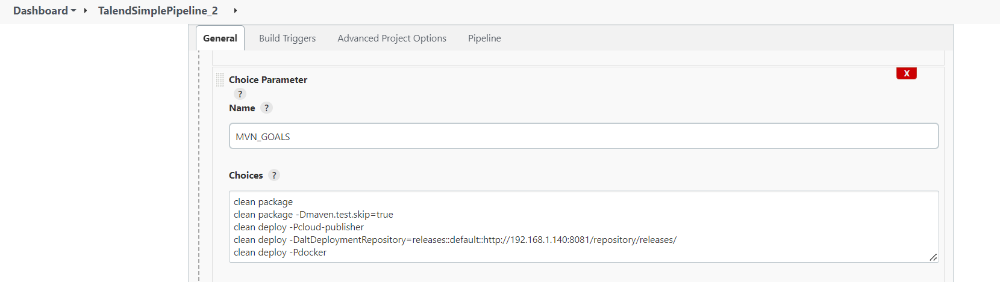 Dashboard TalendSimplePipeline_2
General Build Triggers Advanced Project Options Pipeline
Choice Parameter
X
?
Name ?
MVN_GOALS
Choices ?
clean package
clean package -Dmaven.test.skip=true
clean deploy -Pcloud-publisher
clean deploy -DaltDeploymentRepository=releases::default::http://192.168.1.140:8081/repository/releases/
clean deploy -Pdocker